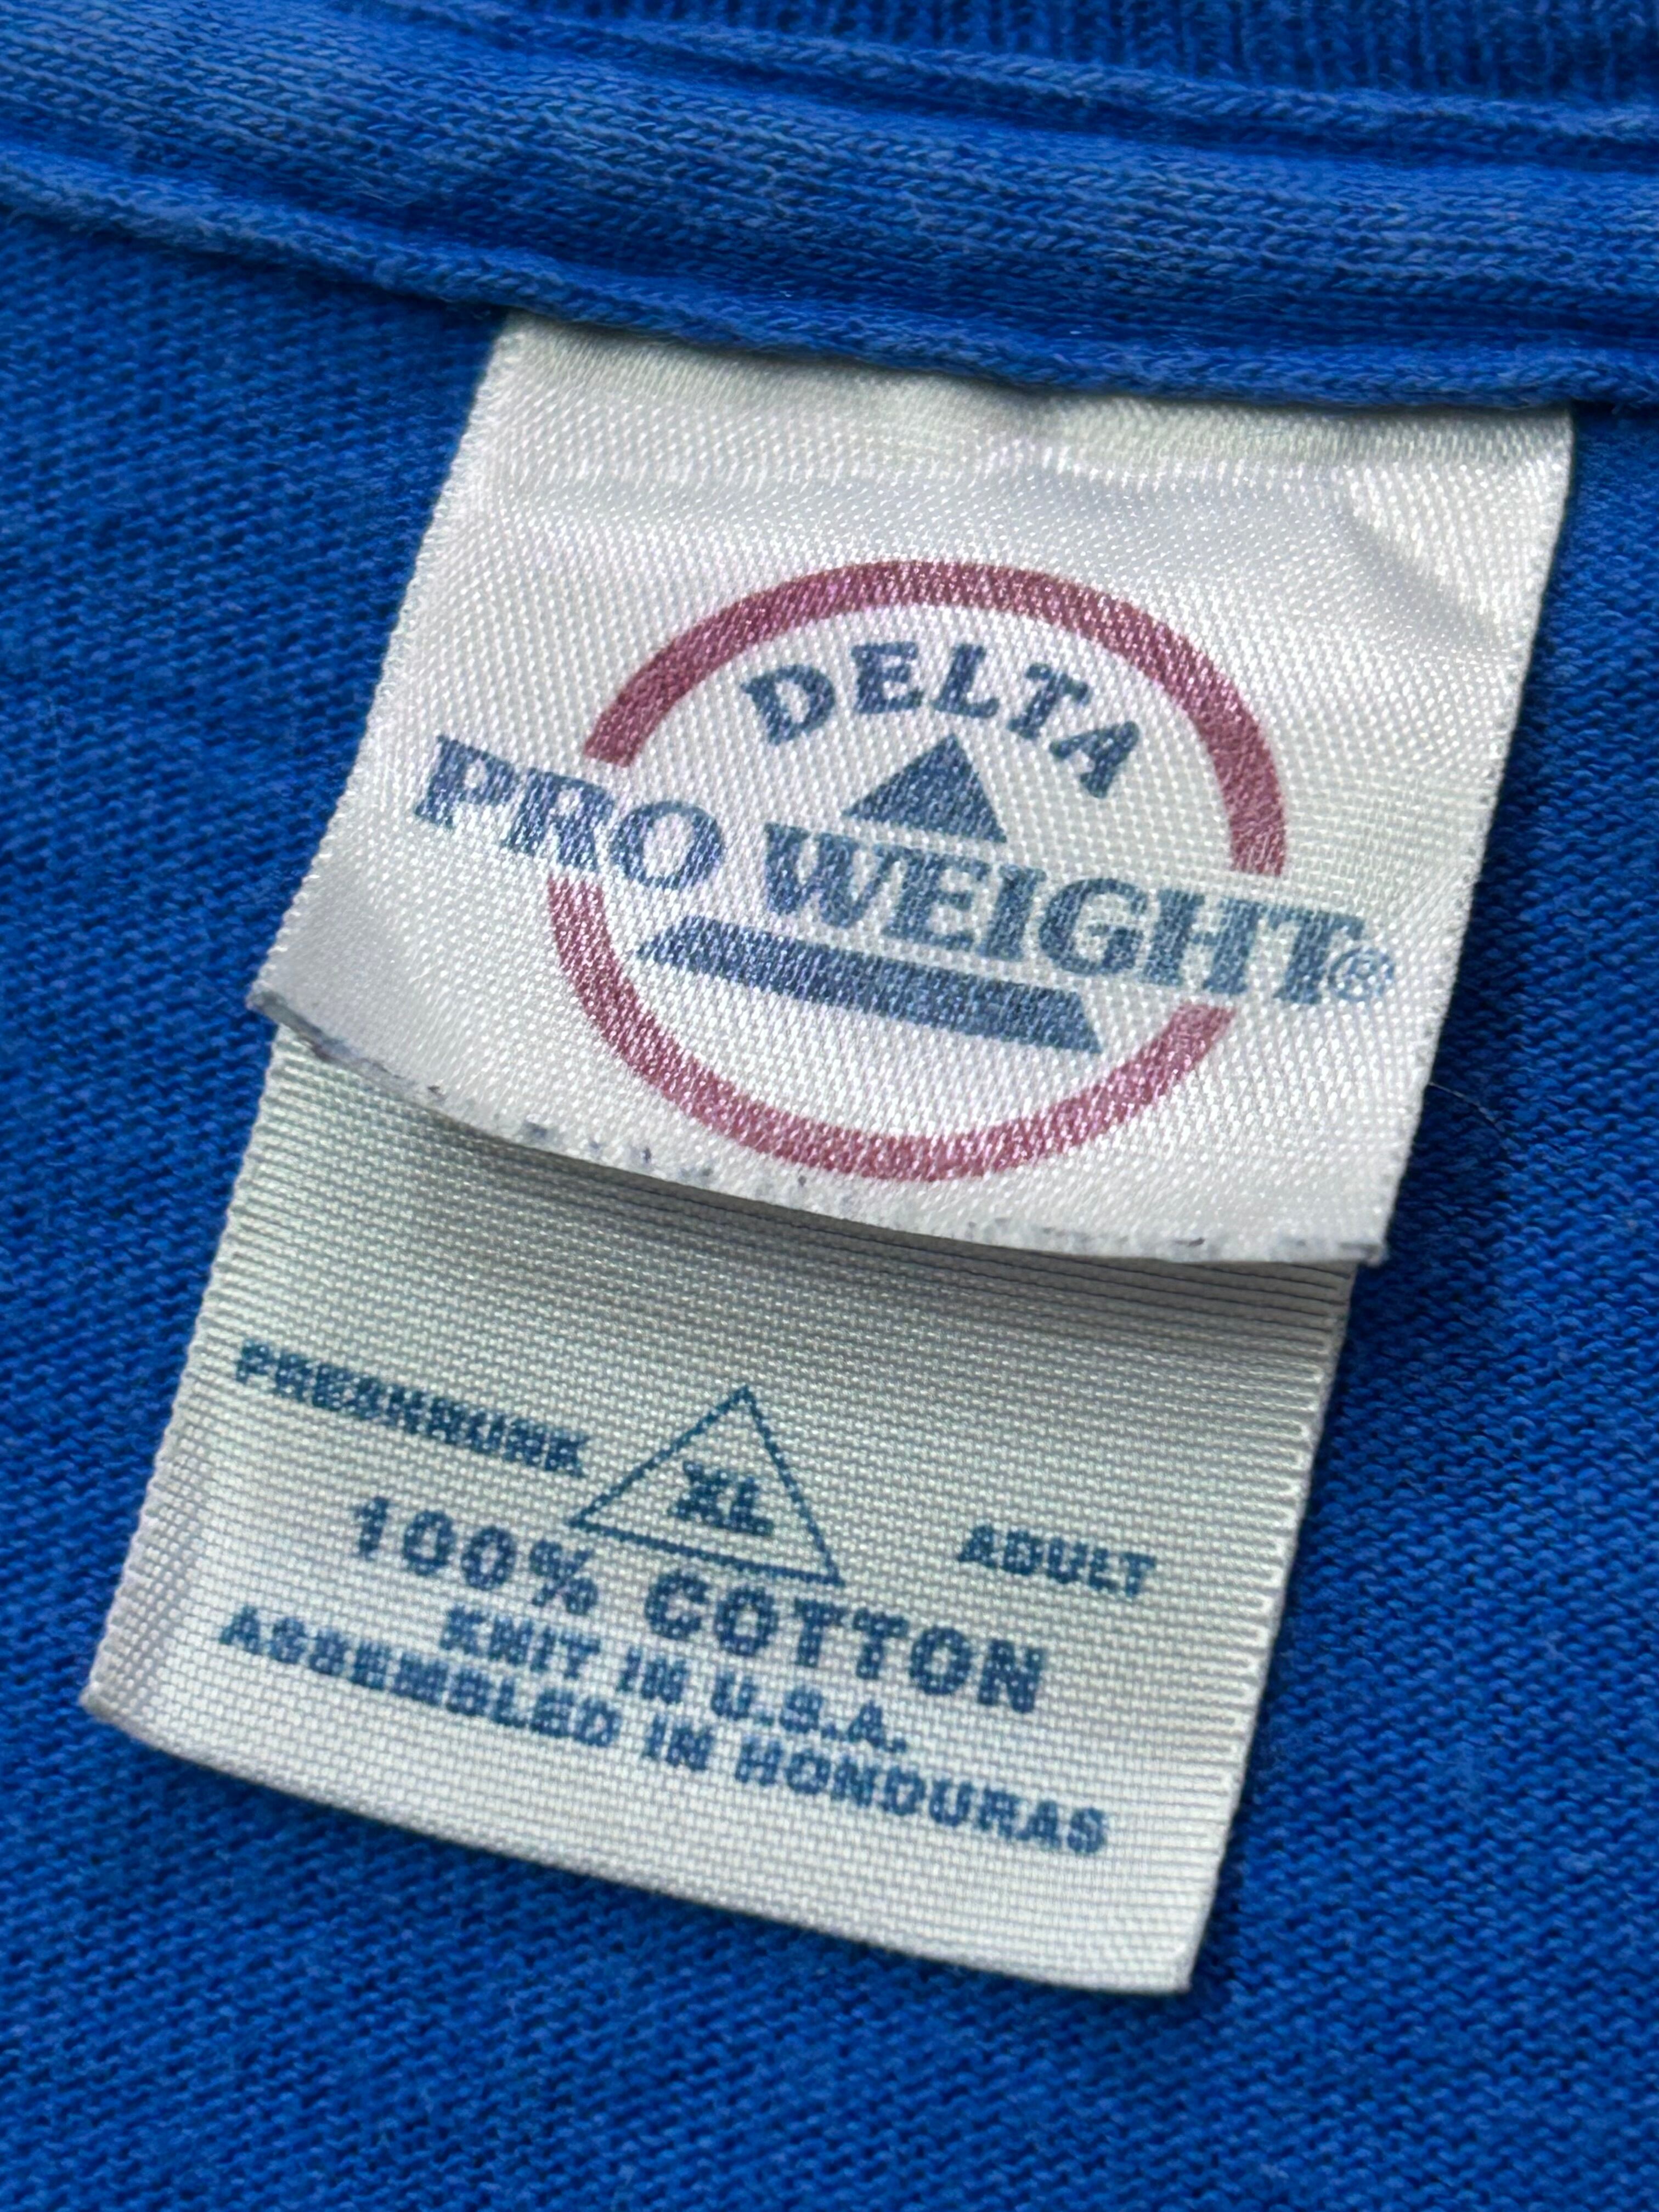 DELTA
PRO WEIGHT®
PRESHRUNK XL ADULT
100% COTTON
KNIT IN U.S.A.
ASSEMBLED IN HONDURAS